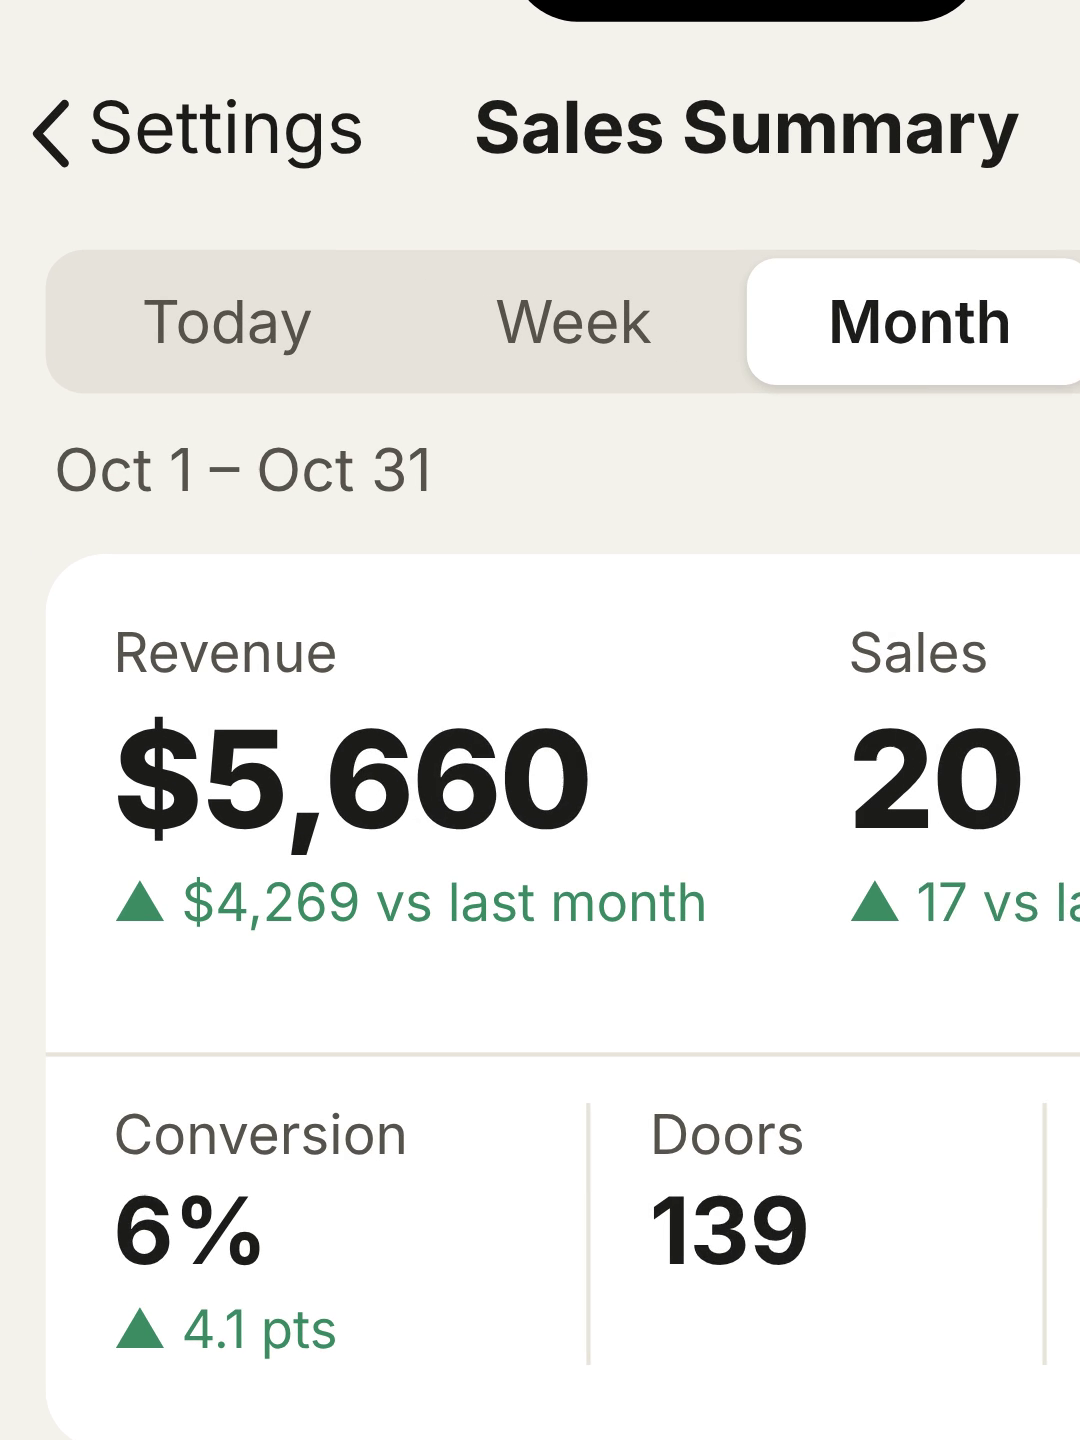 Settings
Sales Summary
Today Week Month
Oct 1 – Oct 31
Revenue Sales
$5,660 20
▲ $4,269 vs last month ▲ 17 vs
Conversion Doors
6% 139
▲ 4.1 pts